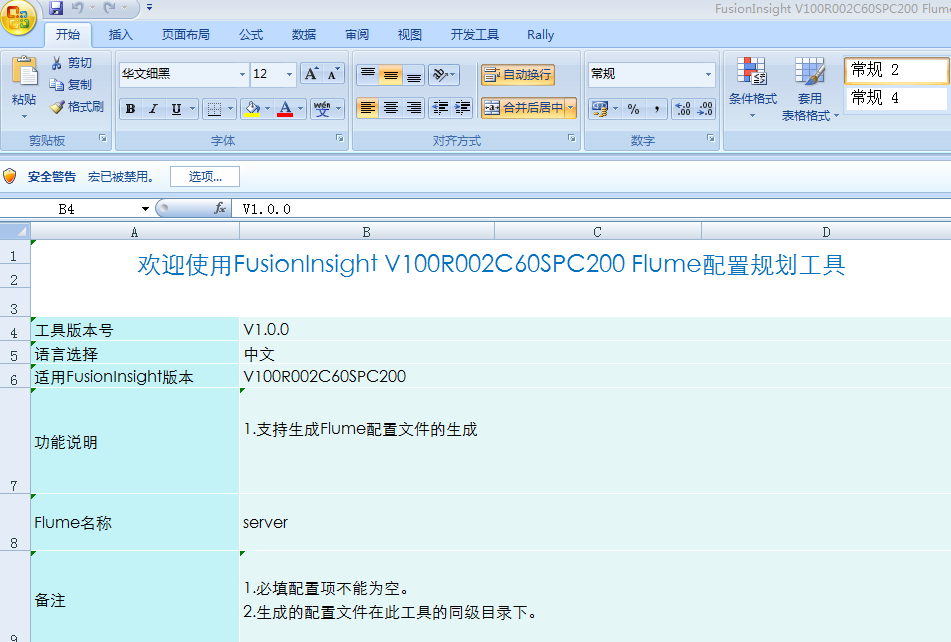 FusionInsight V100R002C60SPC200 Flume
开始 插入 页面布局 公式 数据 审阅 视图 开发工具 Rally
粘贴
剪切
复制
格式刷
剪贴板
华文细黑 12
B I U
wén
字体
自动换行
合并后居中
对齐方式
常规
% ,
数字
条件格式
套用
表格格式
常规 2
常规 4
安全警告 宏已被禁用。 选项...
B4 fx V1.0.0
A B C D
1
2
3
欢迎使用FusionInsight V100R002C60SPC200 Flume配置规划工具
4 工具版本号 V1.0.0
5 语言选择 中文
6 适用FusionInsight版本 V100R002C60SPC200
7 功能说明 1.支持生成Flume配置文件的生成
8 Flume名称 server
9 备注 1.必填配置项不能为空。
2.生成的配置文件在此工具的同级目录下。